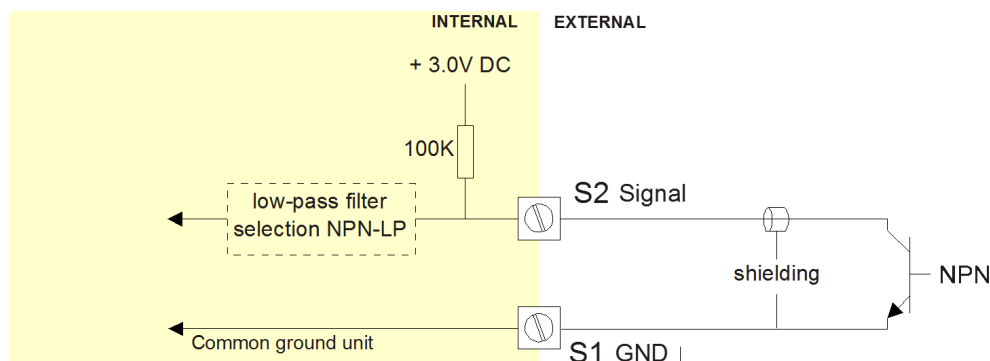 INTERNAL EXTERNAL
+ 3.0V DC
100K
low-pass filter
selection NPN-LP
S2 Signal
shielding
NPN
Common ground unit
S1 GND